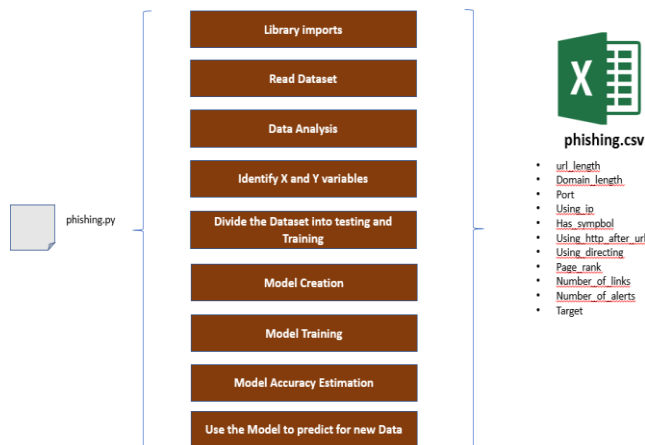 Library imports
Read Dataset
Data Analysis
Identify X and Y variables
Divide the Dataset into testing and
Training
Model Creation
Model Training
Model Accuracy Estimation
Use the Model to predict for new Data
phishing.py
X
phishing.csv
• url_length
• Domain_length
• Port
• Using_ip
• Has_sympbol
• Using_http_after_url
• Using_directing
• Page_rank
• Number_of_links
• Number_of_alerts
• Target